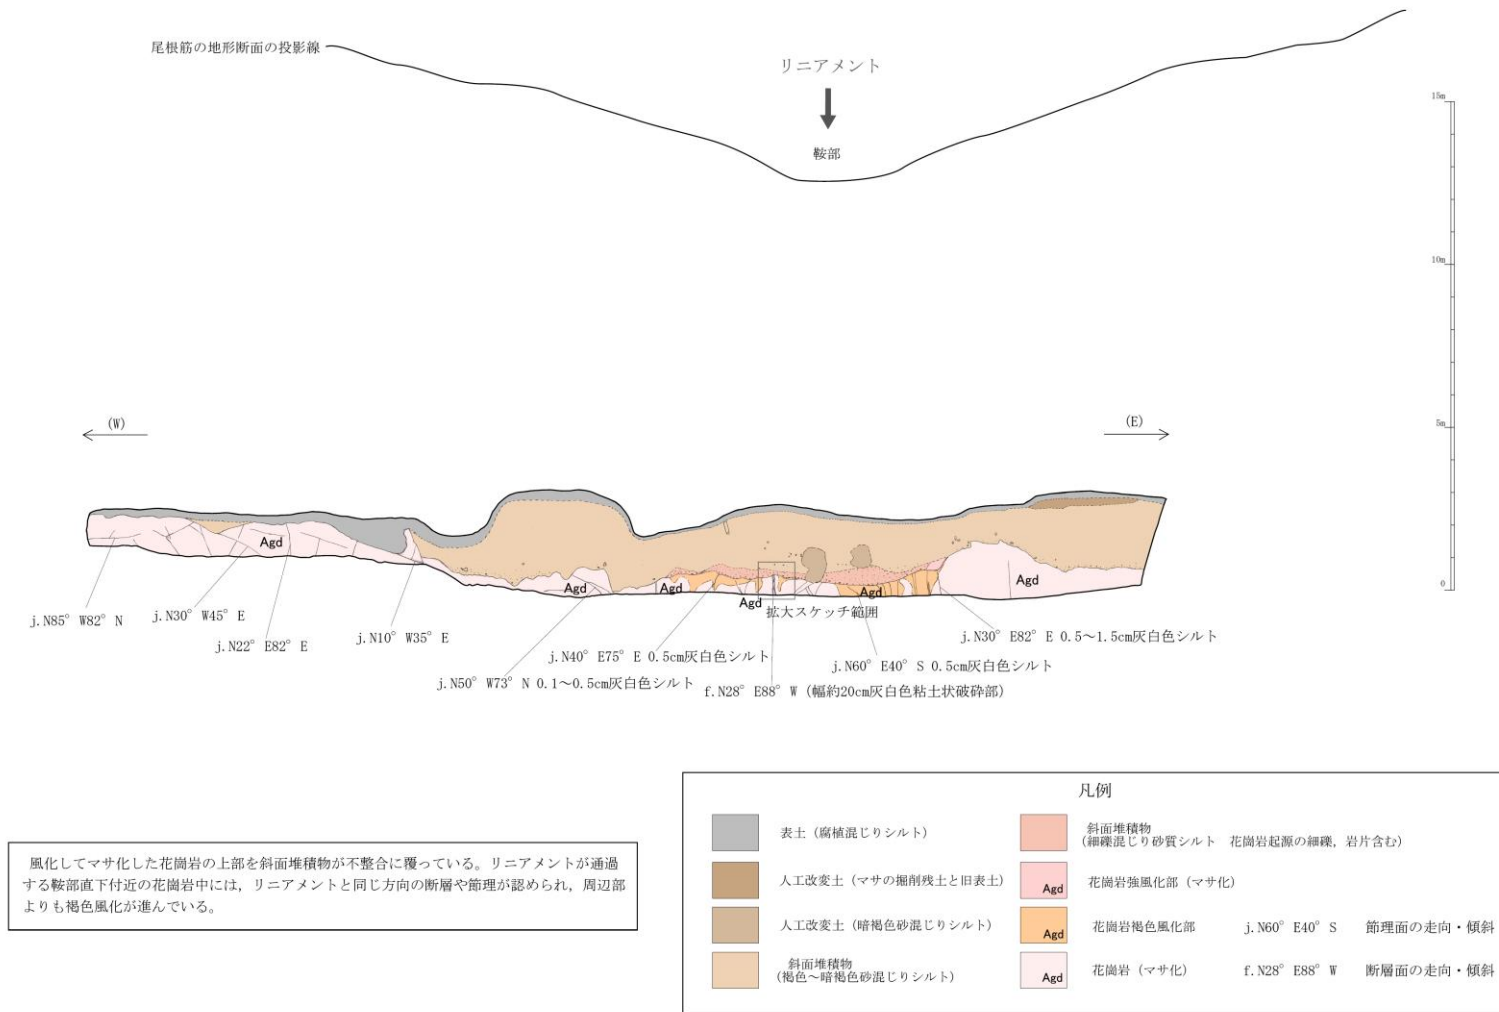 尾根筋の地形断面の投影線
リニアメント
鞍部
15m
10m
5m
0
(W)
(E)
Agd
Agd
Agd
Agd
Agd
Agd
拡大スケッチ範囲
j.N85° W82° N
j.N30° W45° E
j.N22° E82° E
j.N10° W35° E
j.N50° W73° N 0.1～0.5cm灰白色シルト
j.N40° E75° E 0.5cm灰白色シルト
f.N28° E88° W（幅約20cm灰白色粘土状破砕部）
j.N60° E40° S 0.5cm灰白色シルト
j.N30° E82° E 0.5～1.5cm灰白色シルト
風化してマサ化した花崗岩の上部を斜面堆積物が不整合に覆っている。リニアメントが通過
する鞍部直下付近の花崗岩中には，リニアメントと同じ方向の断層や節理が認められ，周辺部
よりも褐色風化が進んでいる。
凡例
表土（腐植混じりシルト）
人工改変土（マサの掘削残土と旧表土）
人工改変土（暗褐色砂混じりシルト）
斜面堆積物
（褐色～暗褐色砂混じりシルト）
斜面堆積物
（細礫混じり砂質シルト　花崗岩起源の細礫，岩片含む）
Agd 花崗岩強風化部（マサ化）
Agd 花崗岩褐色風化部
Agd 花崗岩（マサ化）
j.N60° E40° S 節理面の走向・傾斜
f.N28° E88° W 断層面の走向・傾斜